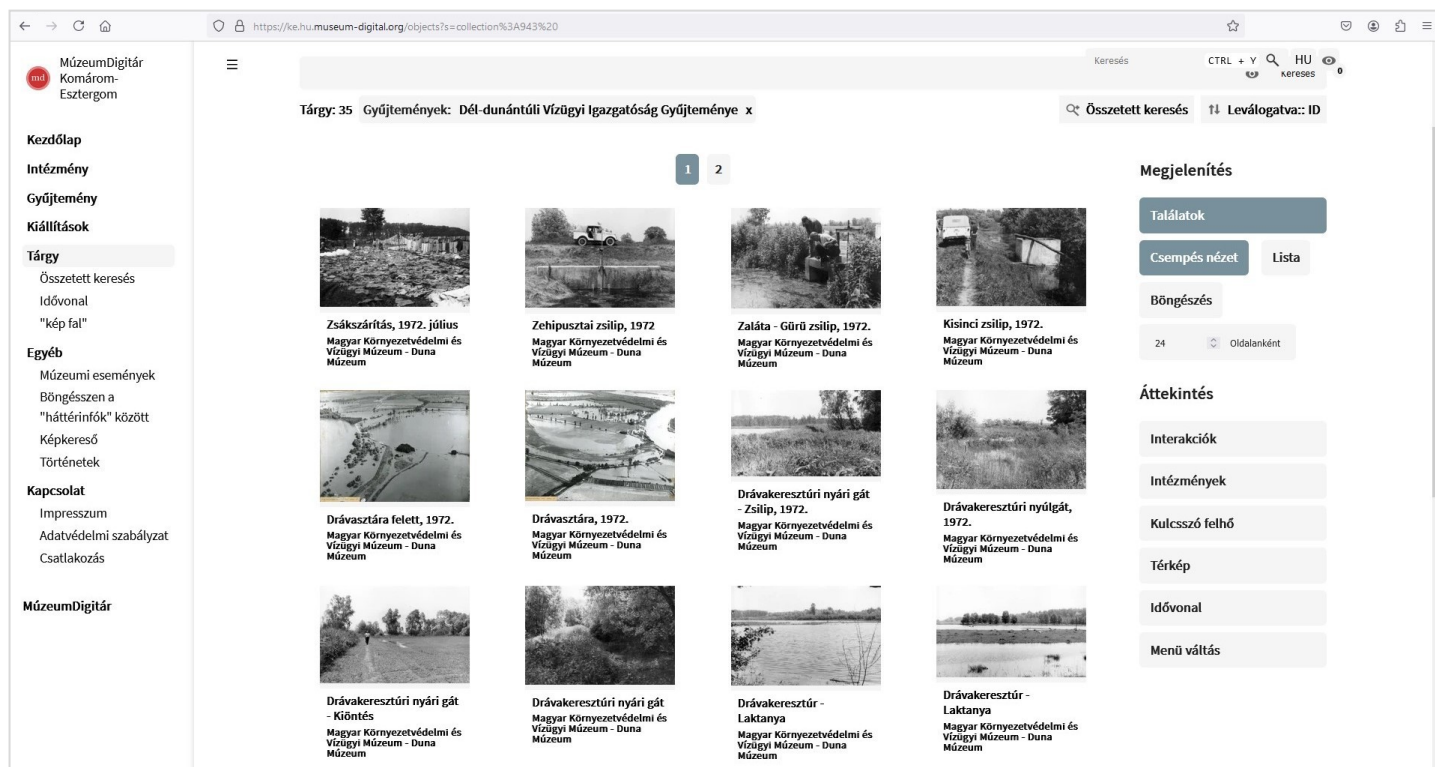 https://ke.hu.museum-digital.org/objects?s=collection%3A943%20
md
MúzeumDigitár
Komárom-
Esztergom
Kezdőlap
Intézmény
Gyűjtemény
Kiállítások
Tárgy
Összetett keresés
Idővonal
"kép fal"
Egyéb
Múzeumi események
Böngésszen a
"háttérinfók" között
Képkereső
Történetek
Kapcsolat
Impresszum
Adatvédelmi szabályzat
Csatlakozás
MúzeumDigitár
Keresés CTRL + Y HU
Keresés 0
Tárgy: 35 Gyűjtemények: Dél-dunántúli Vízügyi Igazgatóság Gyűjteménye x
Összetett keresés Leválogatva:: ID
1 2
Zsákszárítás, 1972. július
Magyar Környezetvédelmi és
Vízügyi Múzeum - Duna
Múzeum
Zehipusztai zsilip, 1972
Magyar Környezetvédelmi és
Vízügyi Múzeum - Duna
Múzeum
Zaláta - Gürü zsilip, 1972.
Magyar Környezetvédelmi és
Vízügyi Múzeum - Duna
Múzeum
Kisinci zsilip, 1972.
Magyar Környezetvédelmi és
Vízügyi Múzeum - Duna
Múzeum
Drávasztára felett, 1972.
Magyar Környezetvédelmi és
Vízügyi Múzeum - Duna
Múzeum
Drávasztára, 1972.
Magyar Környezetvédelmi és
Vízügyi Múzeum - Duna
Múzeum
Drávakeresztúri nyári gát
- Zsilip, 1972.
Magyar Környezetvédelmi és
Vízügyi Múzeum - Duna
Múzeum
Drávakeresztúri nyúlgát,
1972.
Magyar Környezetvédelmi és
Vízügyi Múzeum - Duna
Múzeum
Drávakeresztúri nyári gát
- Kiöntés
Magyar Környezetvédelmi és
Vízügyi Múzeum - Duna
Múzeum
Drávakeresztúri nyári gát
Magyar Környezetvédelmi és
Vízügyi Múzeum - Duna
Múzeum
Drávakeresztúr -
Laktanya
Magyar Környezetvédelmi és
Vízügyi Múzeum - Duna
Múzeum
Drávakeresztúr -
Laktanya
Magyar Környezetvédelmi és
Vízügyi Múzeum - Duna
Múzeum
Megjelenítés
Találatok
Csempés nézet Lista
Böngészés
24 Oldalanként
Áttekintés
Interakciók
Intézmények
Kulcsszó felhő
Térkép
Idővonal
Menü váltás